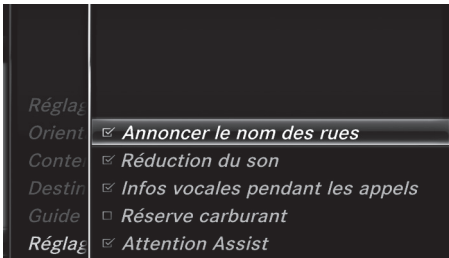 Réglag
Orient
Conte
Destin
Guide
Réglag
Annoncer le nom des rues
Réduction du son
Infos vocales pendant les appels
Réserve carburant
Attention Assist